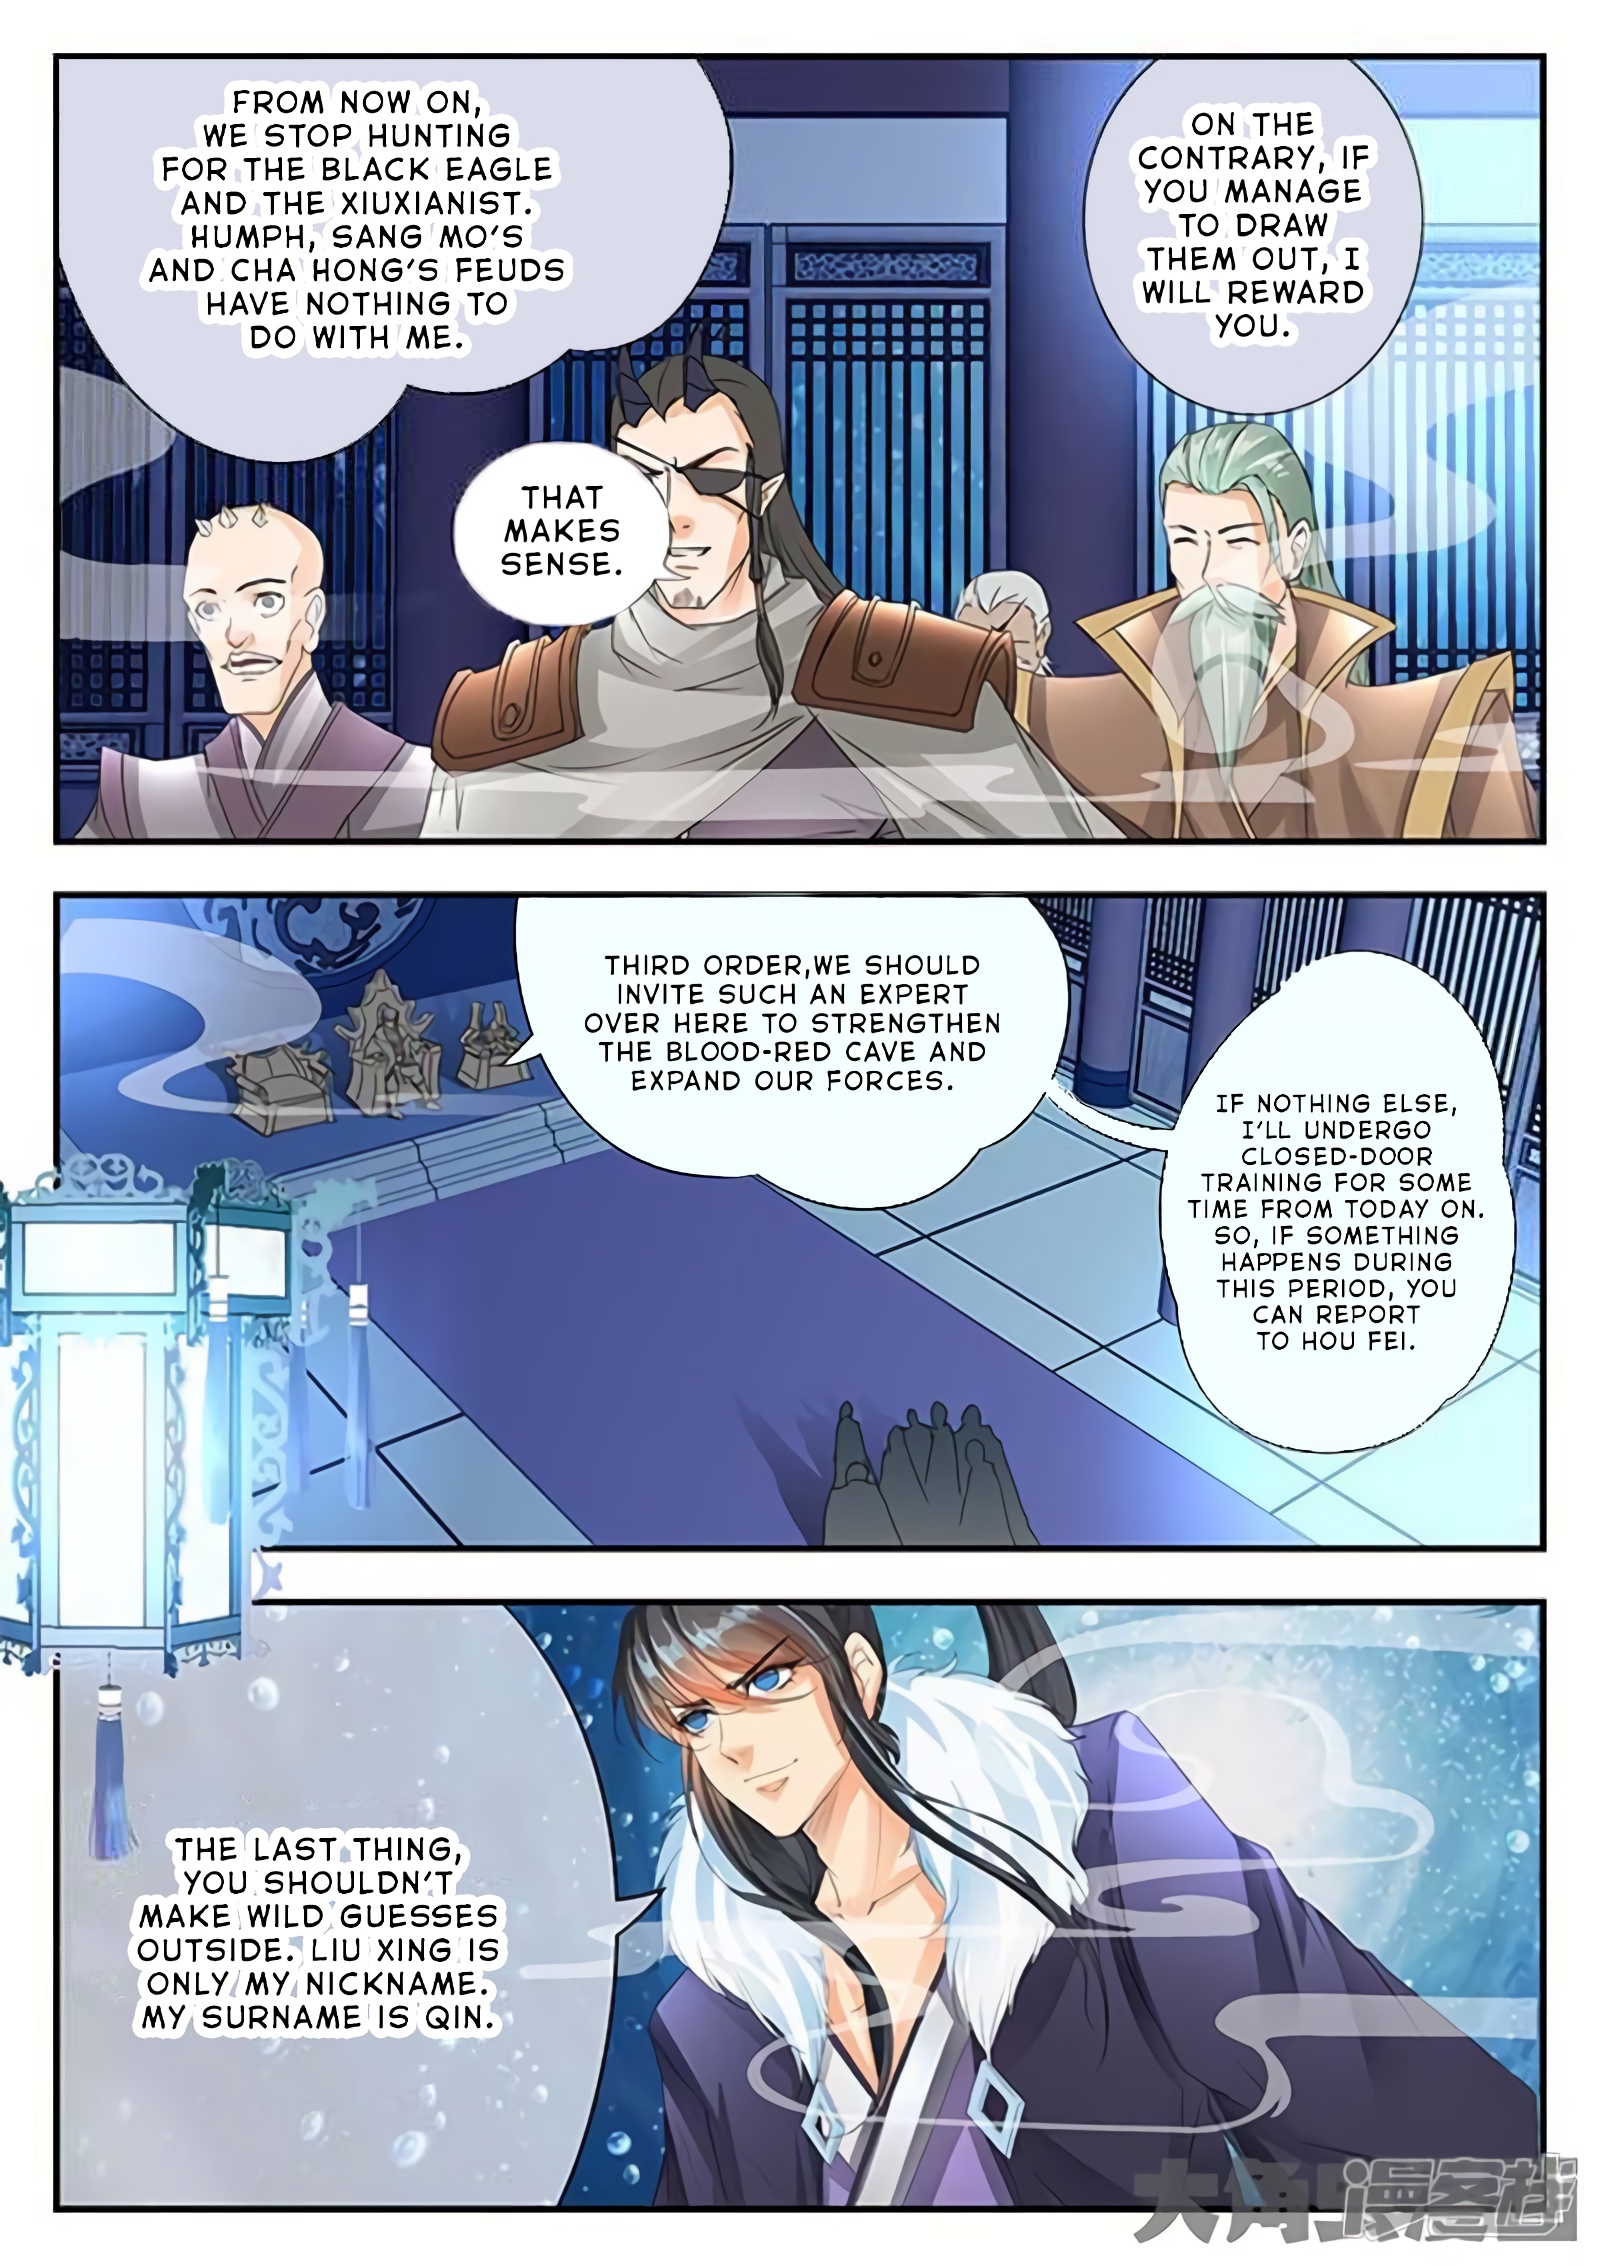 FROM NOW ON,
WE STOP HUNTING
FOR THE BLACK EAGLE
AND THE XIUXIANIST.
HUMPH, SANG MO'S
AND CHA HONG'S FEUDS
HAVE NOTHING TO
DO WITH ME.
ON THE
CONTRARY, IF
YOU MANAGE
TO DRAW
THEM OUT, I
WILL REWARD
YOU.
THAT
MAKES
SENSE.
THIRD ORDER,WE SHOULD
INVITE SUCH AN EXPERT
OVER HERE TO STRENGTHEN
THE BLOOD-RED CAVE AND
EXPAND OUR FORCES.
IF NOTHING ELSE,
I'LL UNDERGO
CLOSED-DOOR
TRAINING FOR SOME
TIME FROM TODAY ON.
SO, IF SOMETHING
HAPPENS DURING
THIS PERIOD, YOU
CAN REPORT
TO HOU FEI.
THE LAST THING,
YOU SHOULDN'T
MAKE WILD GUESSES
OUTSIDE. LIU XING IS
ONLY MY NICKNAME.
MY SURNAME IS QIN.
大角虫漫客栈